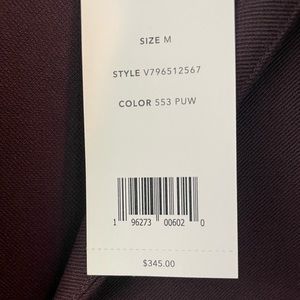 SIZE M
STYLE V796512567
COLOR 553 PUW
1 96273 00602 0
$345.00